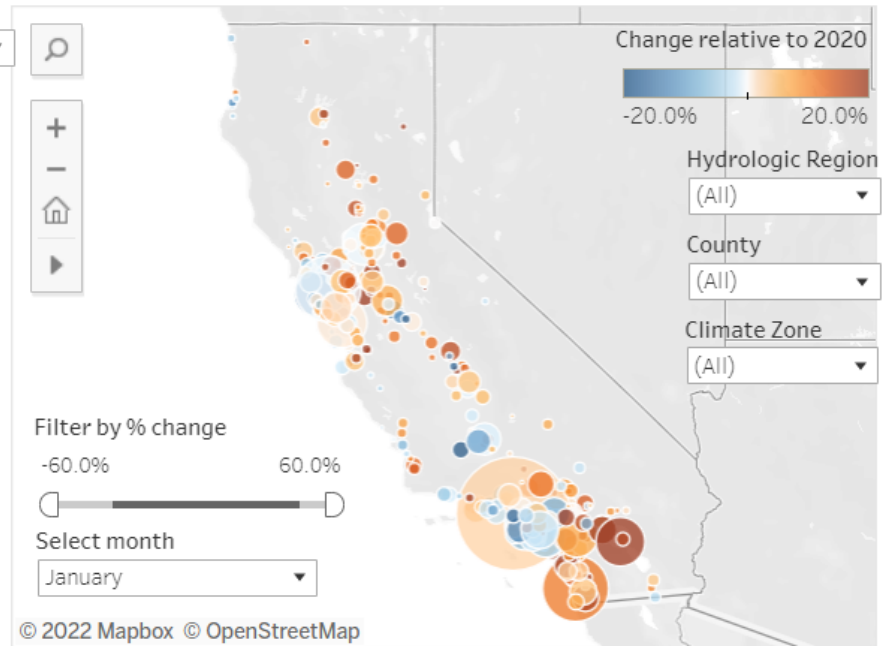 Change relative to 2020
-20.0% 20.0%
Hydrologic Region
(All)
County
(All)
Climate Zone
(All)
Filter by % change
-60.0% 60.0%
Select month
January
© 2022 Mapbox © OpenStreetMap